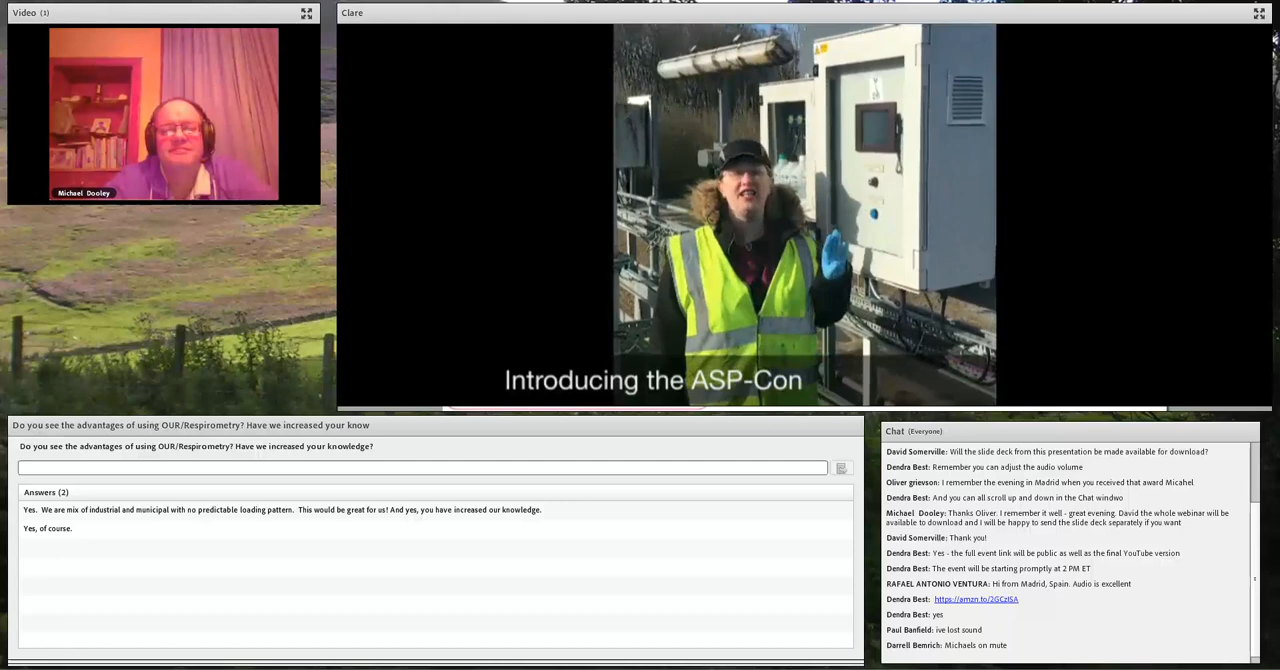 Video (1)
Michael Dooley
Clare
Introducing the ASP-Con
Do you see the advantages of using OUR/Respirometry? Have we increased your know
Do you see the advantages of using OUR/Respirometry? Have we increased your knowledge?
Answers (2)
Yes. We are mix of industrial and municipal with no predictable loading pattern. This would be great for us! And yes, you have increased our knowledge.
Yes, of course.
Chat (Everyone)
David Somerville: Will the slide deck from this presentation be made available for download?
Dendra Best: Remember you can adjust the audio volume
Oliver grievson: I remember the evening in Madrid when you received that award Micahel
Dendra Best: And you can all scroll up and down in the Chat windwo
Michael Dooley: Thanks Oliver. I remember it well - great evening. David the whole webinar will be
available to download and I will be happy to send the slide deck separately if you want
David Somerville: Thank you!
Dendra Best: Yes - the full event link will be public as well as the final YouTube version
Dendra Best: The event will be starting promptly at 2 PM ET
RAFAEL ANTONIO VENTURA: Hi from Madrid, Spain. Audio is excellent
Dendra Best: https://amzn.to/2GCzISA
Dendra Best: yes
Paul Banfield: ive lost sound
Darrell Bemrich: Michaels on mute